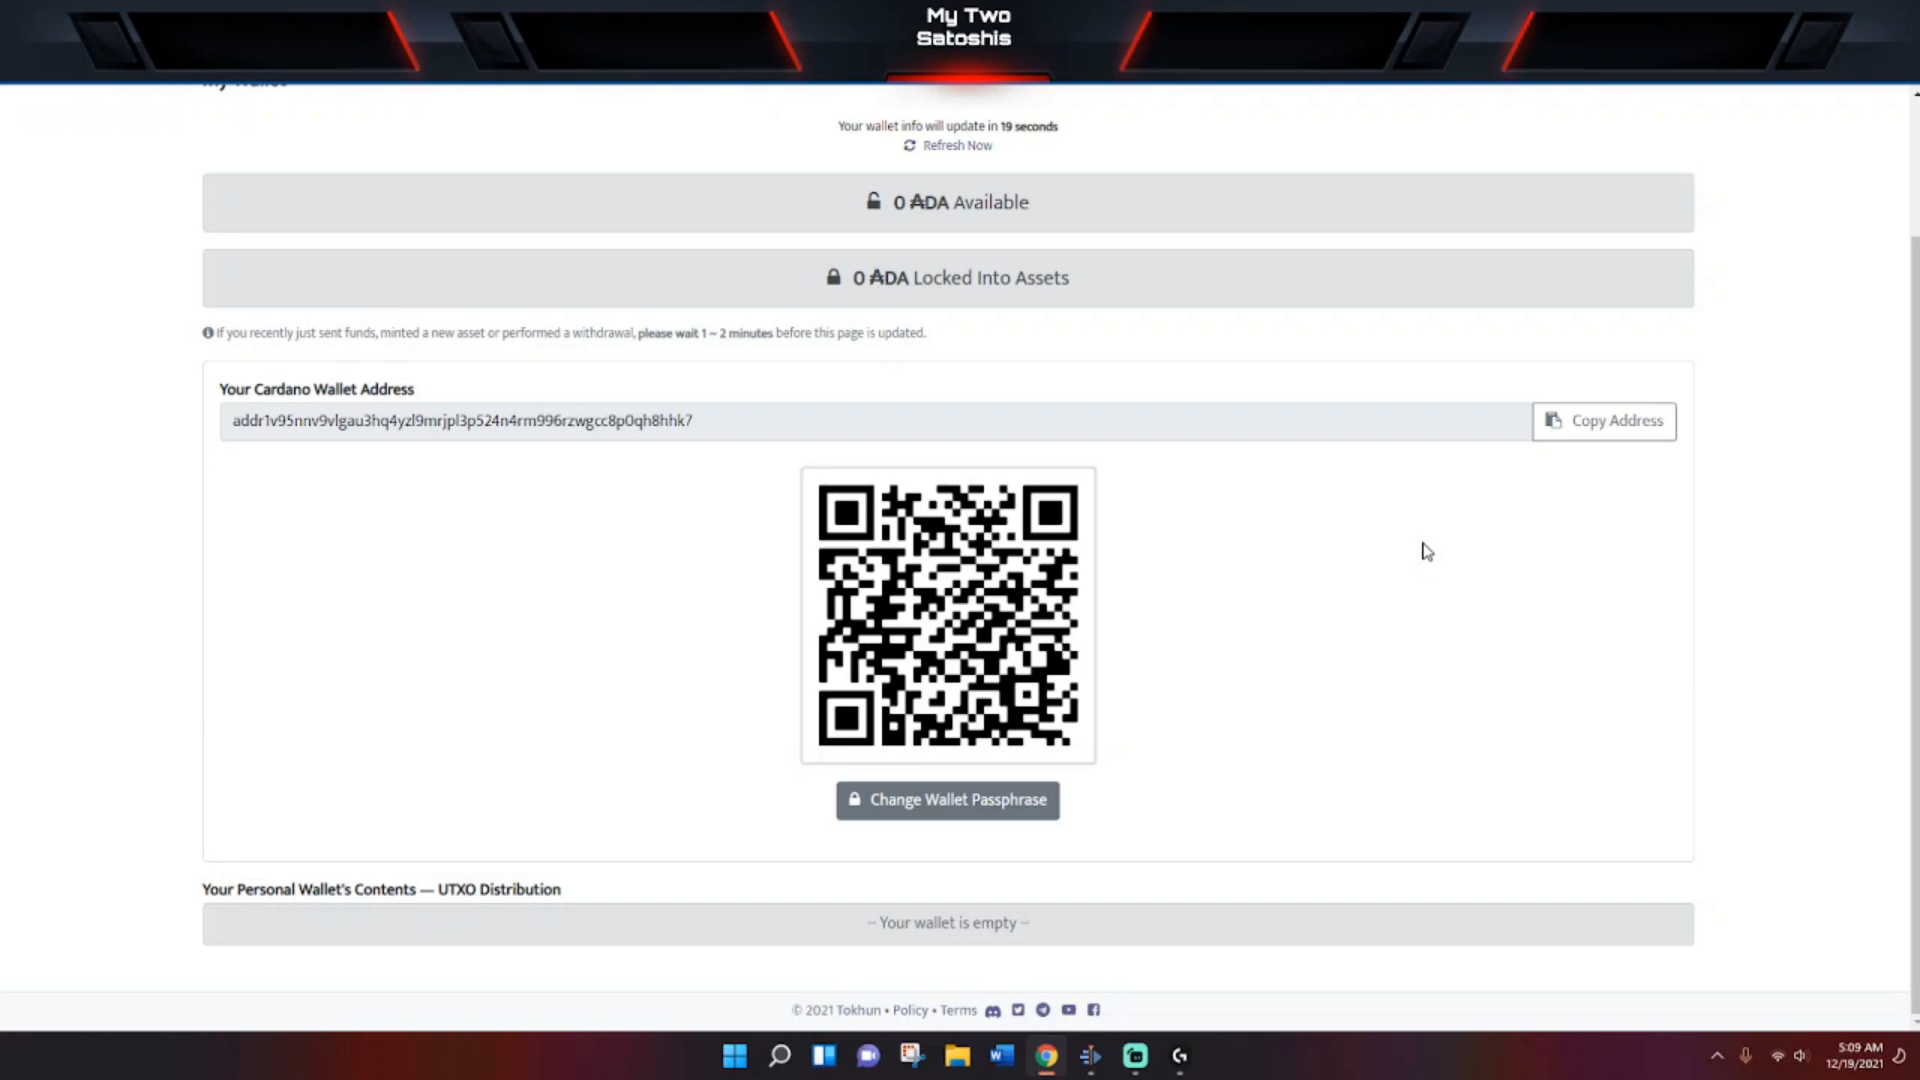 My Two
Satoshis
My Wallet
Your wallet info will update in 19 seconds
Refresh Now
0 ₳DA Available
0 ₳DA Locked Into Assets
If you recently just sent funds, minted a new asset or performed a withdrawal, please wait 1 ~ 2 minutes before this page is updated.
Your Cardano Wallet Address
addr1v95nnv9vlgau3hq4yzl9mrjpl3p524n4rm996rzwgcc8p0qh8hhk7
Copy Address
Change Wallet Passphrase
Your Personal Wallet's Contents — UTXO Distribution
-- Your wallet is empty --
© 2021 Tokhun • Policy • Terms
5:09 AM
12/19/2021